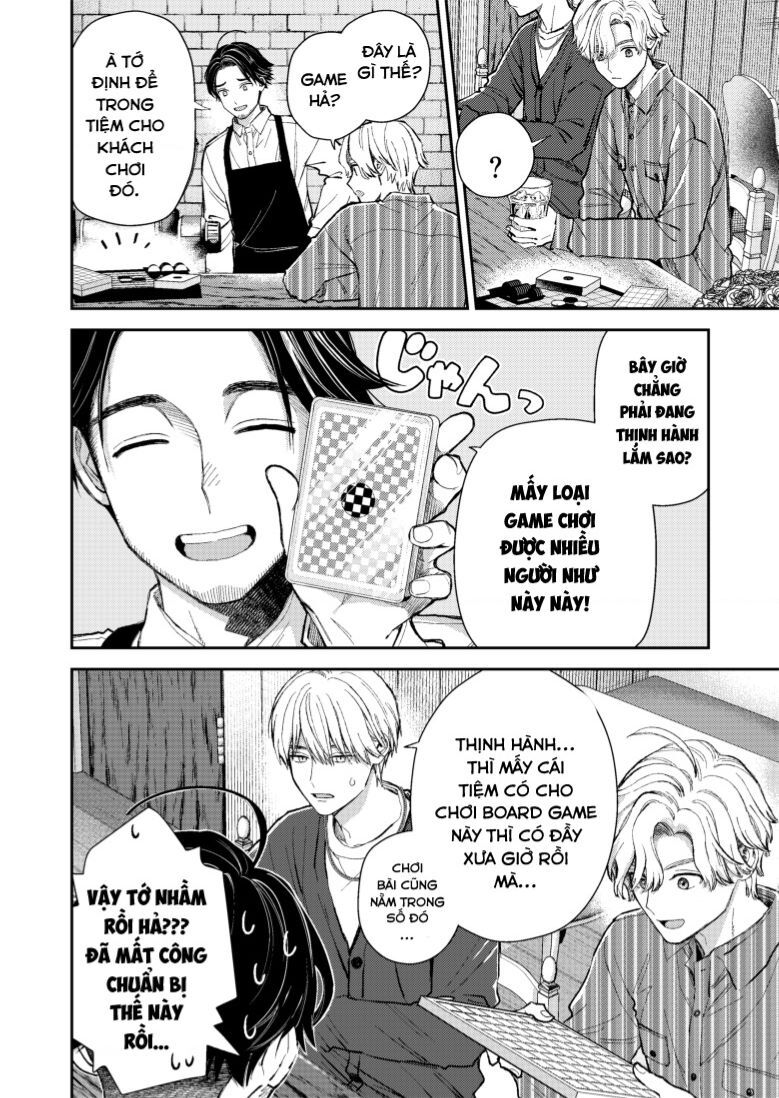 ?
ĐÂY LÀ
GÌ THẾ?
GAME
HẢ?
À TỚ
ĐỊNH ĐỂ
TRONG
TIỆM CHO
KHÁCH
CHƠI
ĐÓ.
BÂY GIỜ
CHẲNG
PHẢI ĐANG
THỊNH HÀNH
LẮM SAO?
じゃんっ
MẤY LOẠI
GAME CHƠI
ĐƯỢC NHIỀU
NGƯỜI NHƯ
NÀY NÀY!
THỊNH HÀNH...
THÌ MẤY CÁI
TIỆM CÓ CHO
CHƠI BOARD GAME
NÀY THÌ CÓ ĐẦY
XƯA GIỜ RỒI
MÀ...
CHƠI
BÀI CŨNG
NẰM TRONG
SỐ ĐÓ
...
VẬY TỚ NHẦM
RỒI HẢ???
ĐÃ MẤT CÔNG
CHUẨN BỊ
THẾ NÀY
RỒI...